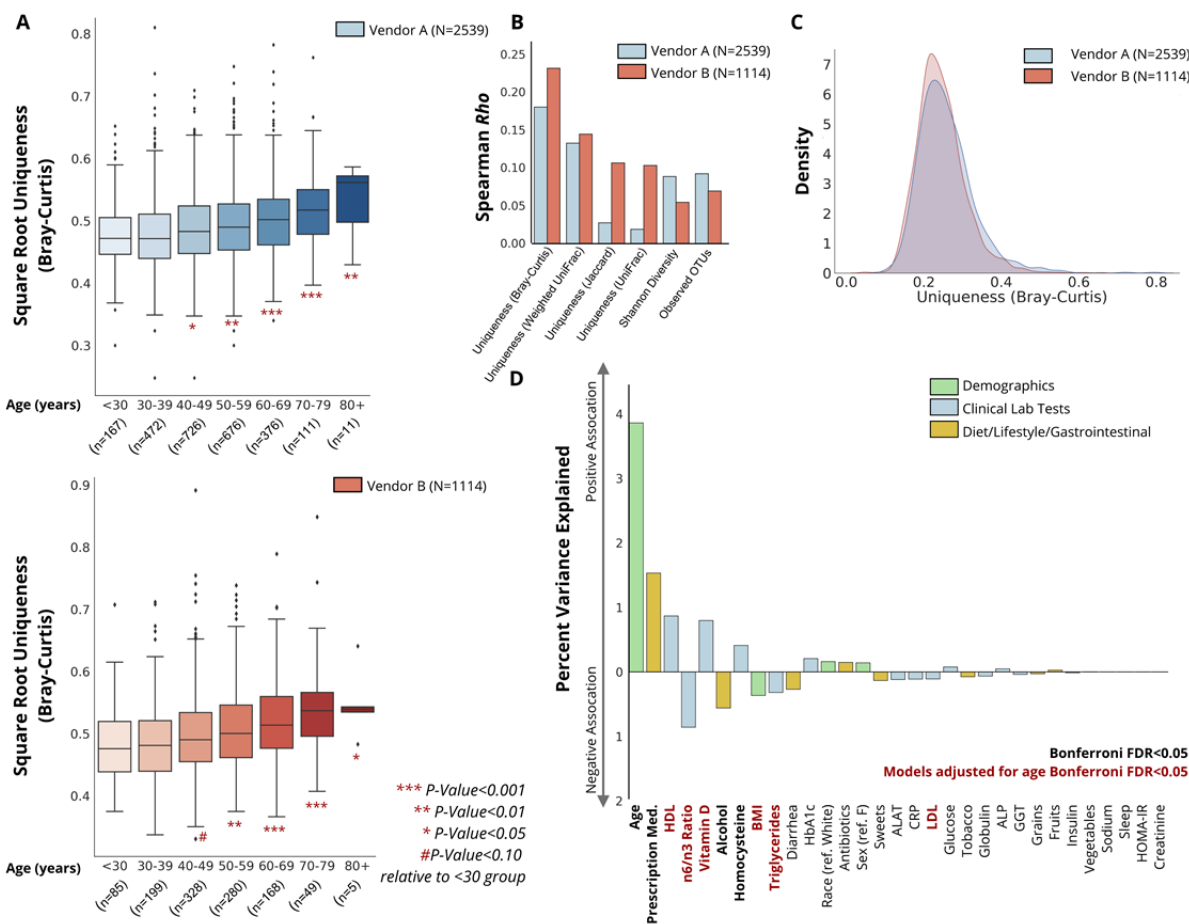 A
Vendor A (N=2539)
Square Root Uniqueness
(Bray-Curtis)
0.8
0.7
0.6
0.5
0.4
0.3
Age (years)
<30 30-39 40-49 50-59 60-69 70-79 80+
(n=167) (n=472) (n=726) (n=676) (n=376) (n=111) (n=11)
* ** *** *** **
Vendor B (N=1114)
Square Root Uniqueness
(Bray-Curtis)
0.9
0.8
0.7
0.6
0.5
0.4
# ** *** *** *
Age (years)
<30 30-39 40-49 50-59 60-69 70-79 80+
(n=85) (n=199) (n=328) (n=280) (n=168) (n=49) (n=5)
*** P-Value<0.001
** P-Value<0.01
* P-Value<0.05
#P-Value<0.10
relative to <30 group
B
Vendor A (N=2539)
Vendor B (N=1114)
Spearman Rho
0.25
0.20
0.15
0.10
0.05
0.00
Uniqueness (Bray-Curtis)
Uniqueness (Weighted UniFrac)
Uniqueness (Jaccard)
Uniqueness (UniFrac)
Shannon Diversity
Observed OTUs
C
Vendor A (N=2539)
Vendor B (N=1114)
Density
7
6
5
4
3
2
1
0
0.0 0.2 0.4 0.6 0.8
Uniqueness (Bray-Curtis)
D
Demographics
Clinical Lab Tests
Diet/Lifestyle/Gastrointestinal
Positive Assocation
Negative Assocation
Percent Variance Explained
4
3
2
1
0
1
2
Bonferroni FDR<0.05
Models adjusted for age Bonferroni FDR<0.05
Age
Prescription Med.
HDL
n6/n3 Ratio
Vitamin D
Alcohol
Homocysteine
BMI
Triglycerides
Diarrhea
HbA1c
Race (ref. White)
Antibiotics
Sex (ref. F)
Sweets
ALAT
CRP
LDL
Glucose
Tobacco
Globulin
ALP
GGT
Grains
Fruits
Insulin
Vegetables
Sodium
Sleep
HOMA-IR
Creatinine